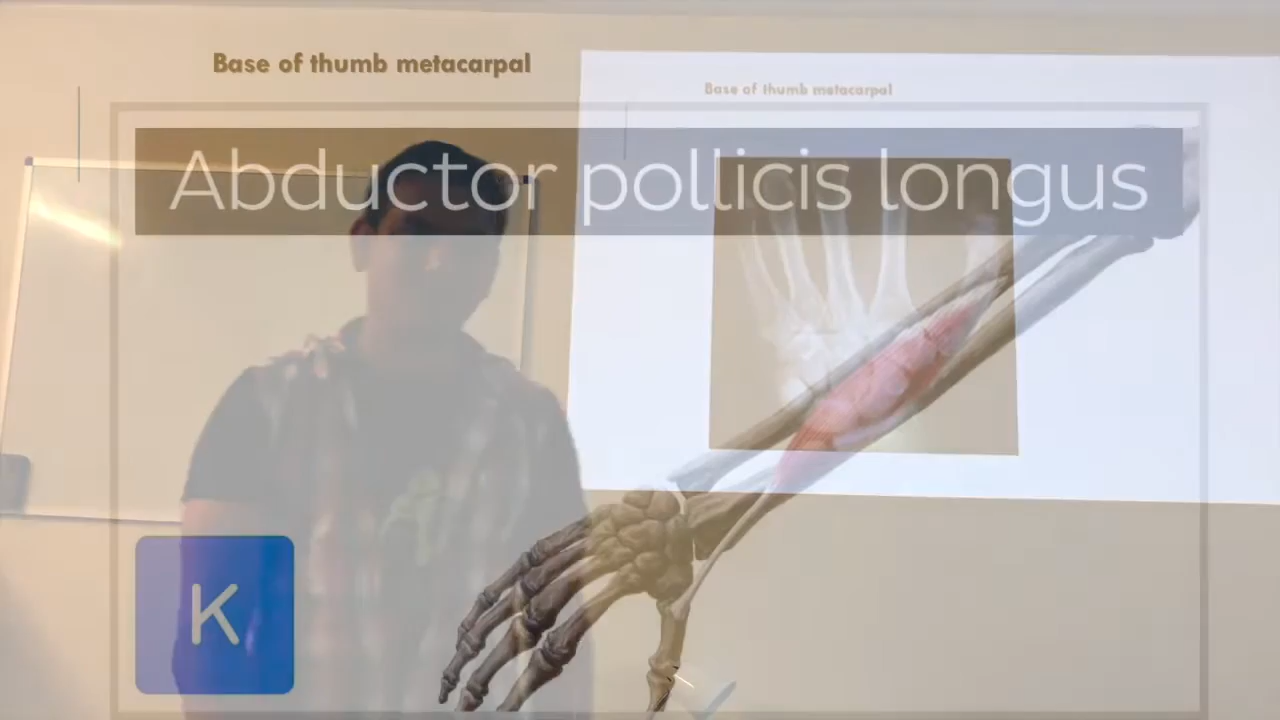 Base of thumb metacarpal
Base of thumb metacarpal
Abductor pollicis longus
K